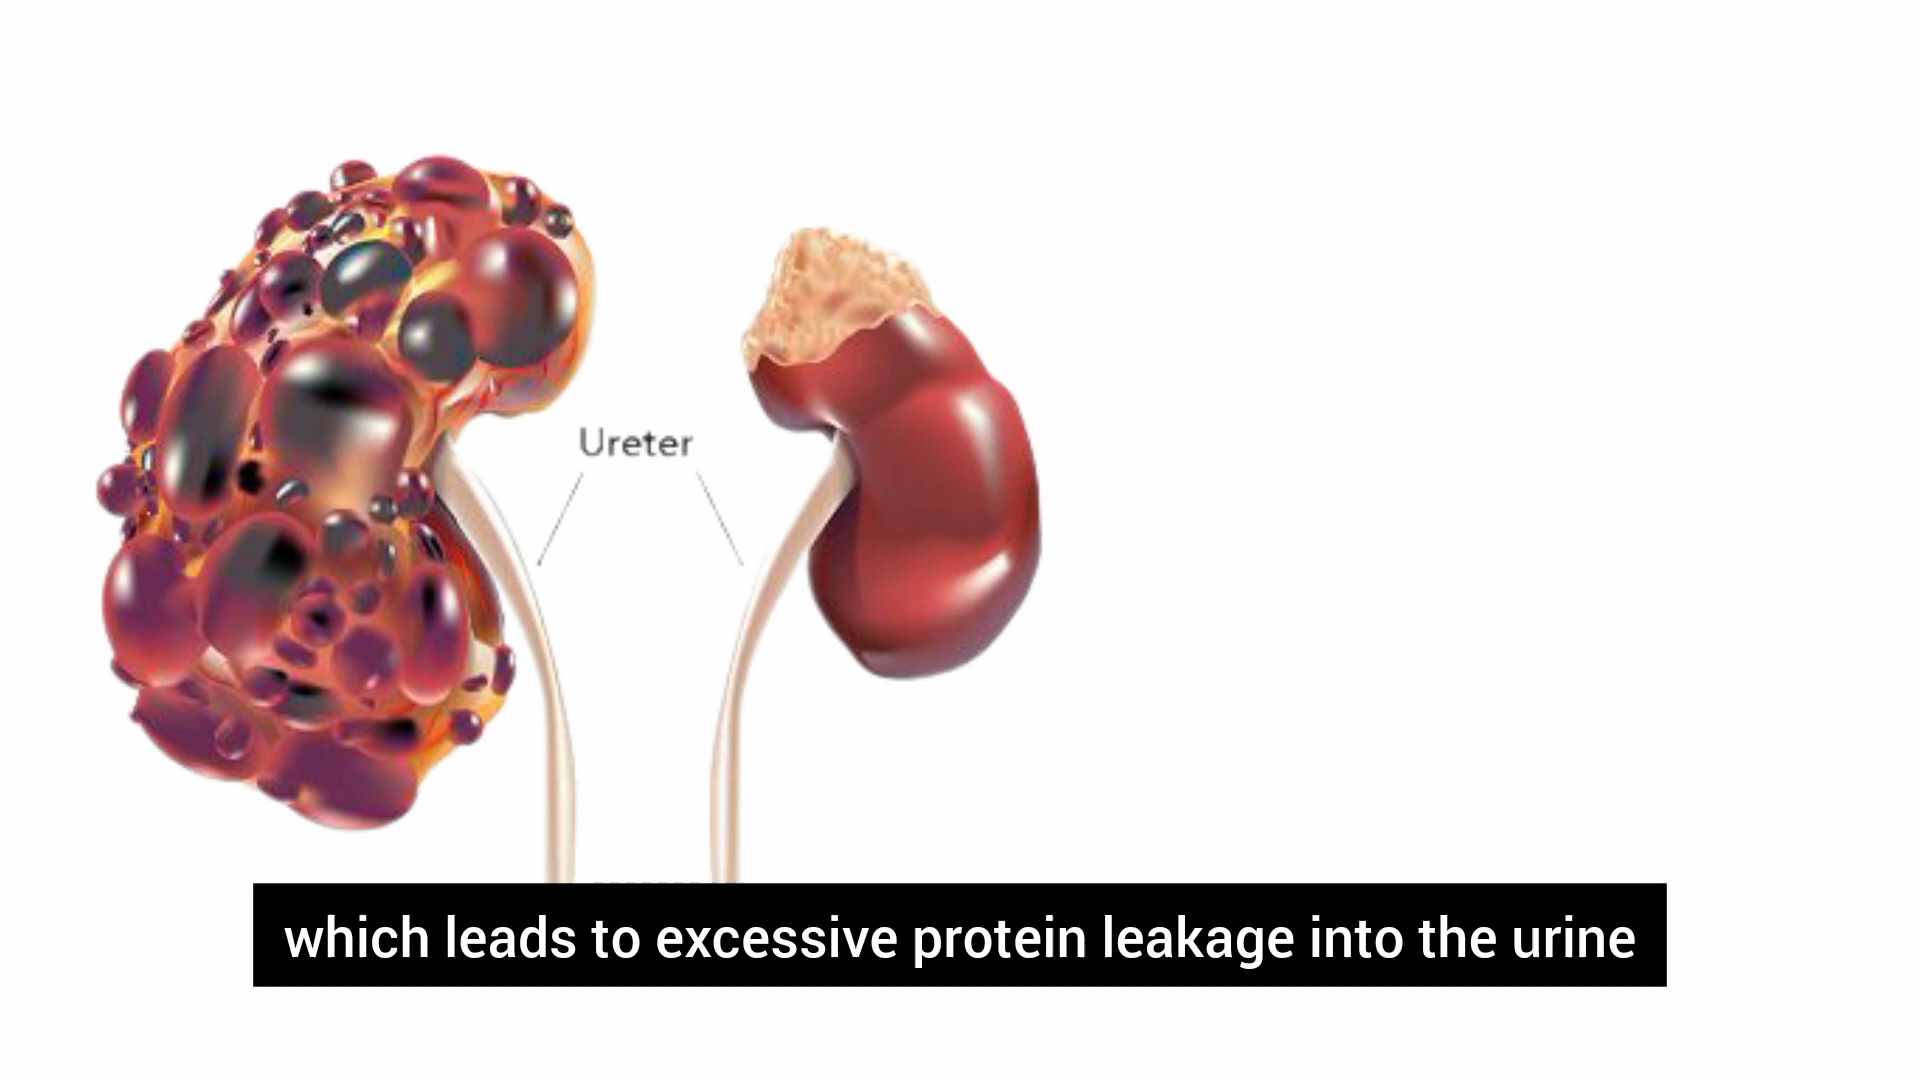 Ureter
which leads to excessive protein leakage into the urine